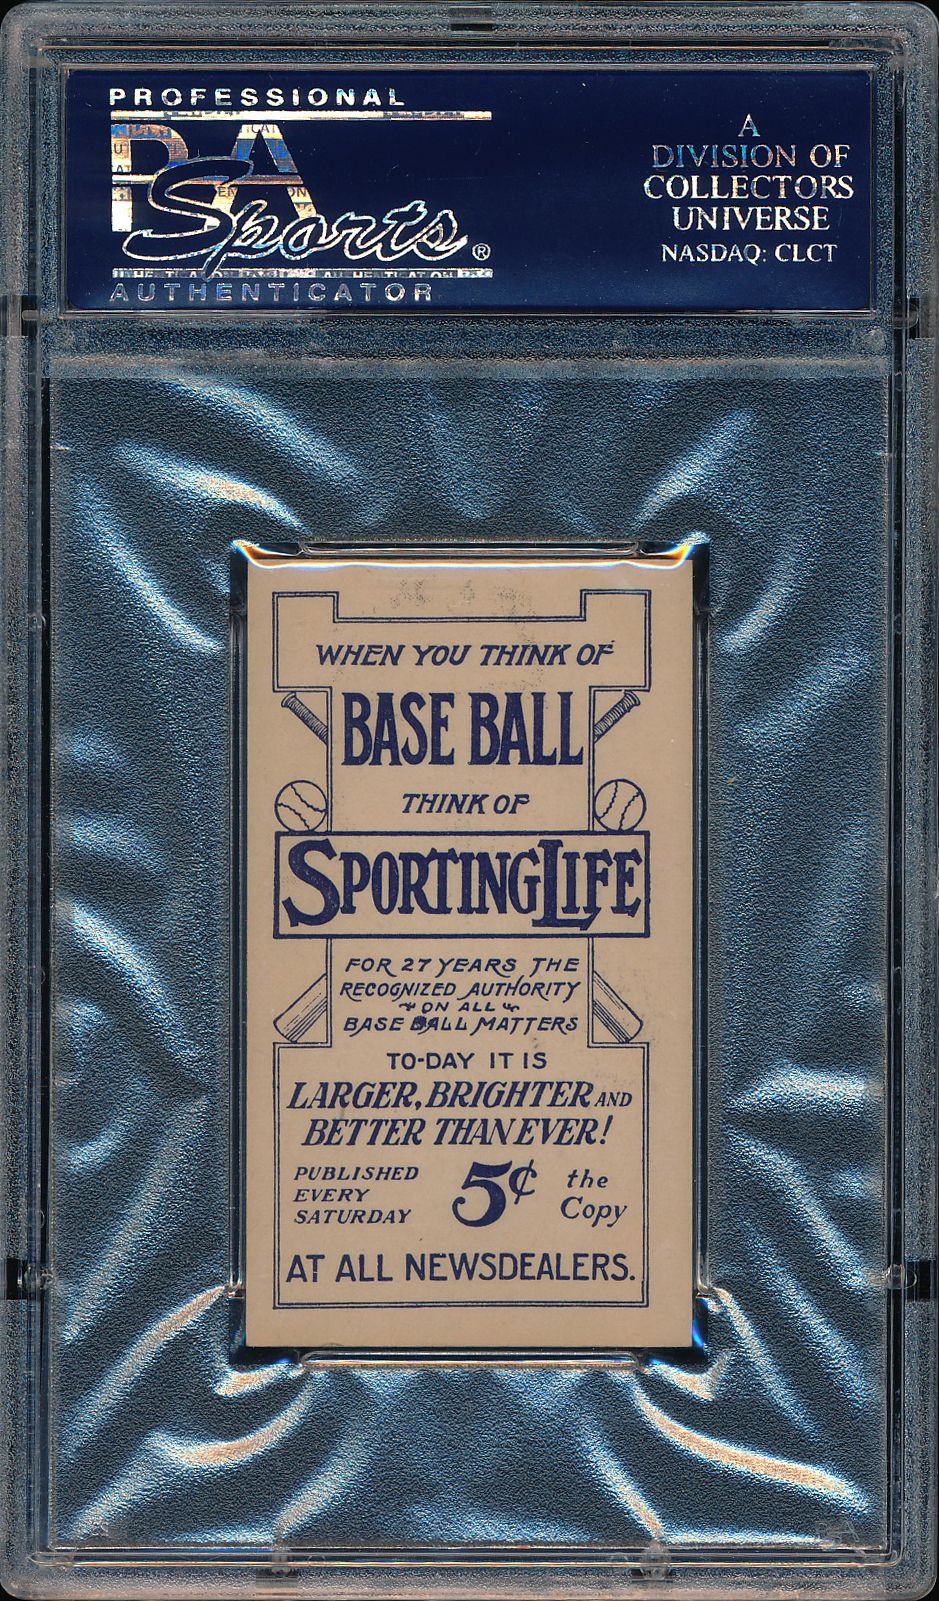 PROFESSIONAL
PSA
Sports®
AUTHENTICATOR
A
DIVISION OF
COLLECTORS
UNIVERSE
NASDAQ: CLCT
WHEN YOU THINK OF
BASE BALL
THINK OF
SPORTING LIFE
FOR 27 YEARS THE
RECOGNIZED AUTHORITY
ON ALL
BASE BALL MATTERS
TO-DAY IT IS
LARGER, BRIGHTER AND
BETTER THAN EVER!
PUBLISHED
EVERY
SATURDAY
5¢
the
Copy
AT ALL NEWSDEALERS.